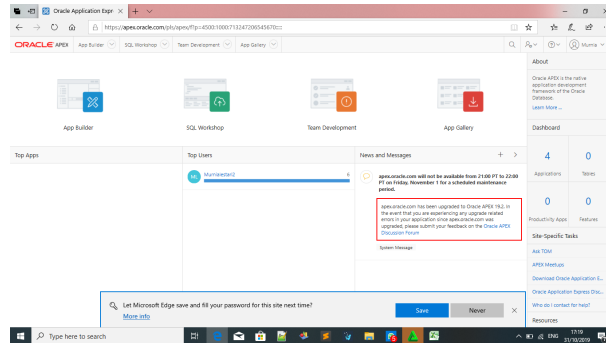 Oracle Application Expr
https://apex.oracle.com/pls/apex/f?p=4500:1000:713247206545670:::
ORACLE APEX App Builder SQL Workshop Team Development App Gallery
App Builder
SQL Workshop
Team Development
App Gallery
Top Apps
Top Users
6
News and Messages
apex.oracle.com will not be available from 21:00 PT to 22:00
PT on Friday, November 1 for a scheduled maintenance
period.
apex.oracle.com has been upgraded to Oracle APEX 19.2. In
the event that you are experiencing any upgrade related
errors in your application since apex.oracle.com was
upgraded, please submit your feedback on the Oracle APEX
Discussion Forum
System Message
About
Oracle APEX is the
native
application development
framework of the Oracle
Database.
Learn More ...
Dashboard
4 0
Applications Tables
0 0
Productivity Apps Features
Site-Specific Tasks
Ask TOM
APEX Meetups
Download Oracle Application E...
Oracle Application Express Disc...
Who do I contact for help?
Resources
Let Microsoft Edge save and fill your password for this site next time?
More info
Save
Never
Type here to search
ENG
17:19
31/10/2019